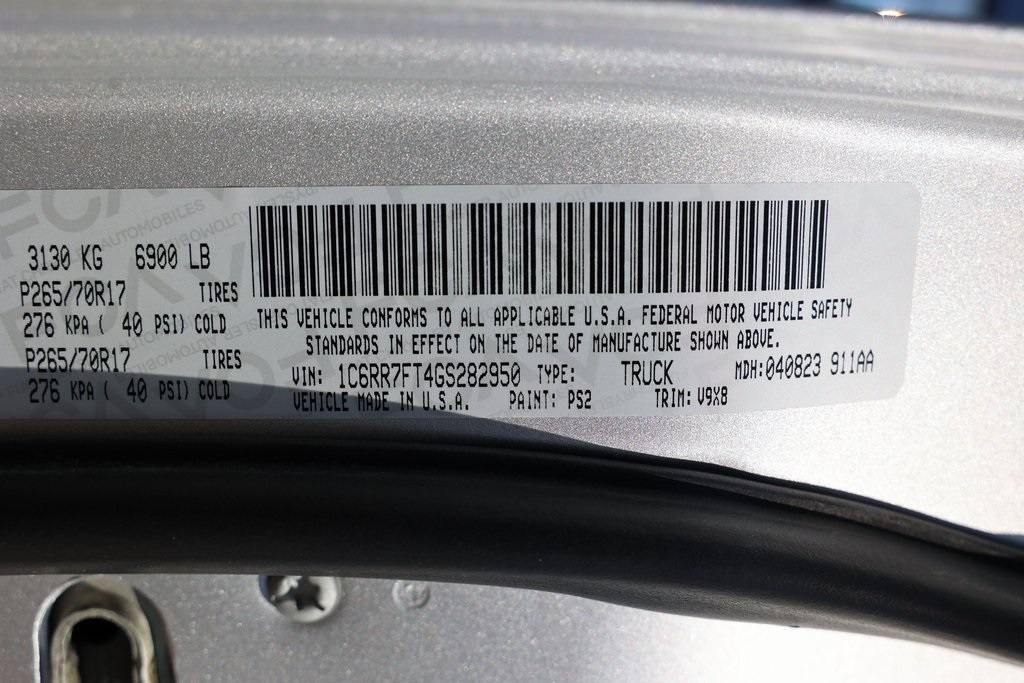 3130 KG 6900 LB
P265/70R17 TIRES
276 KPA ( 40 PSI) COLD
P265/70R17 TIRES
276 KPA ( 40 PSI) COLD
THIS VEHICLE CONFORMS TO ALL APPLICABLE U.S.A. FEDERAL MOTOR VEHICLE SAFETY
STANDARDS IN EFFECT ON THE DATE OF MANUFACTURE SHOWN ABOVE.
VIN: 1C6RR7FT4GS282950 TYPE: TRUCK MDH:040823 911AA
VEHICLE MADE IN U.S.A. PAINT: PS2 TRIM: V9X8